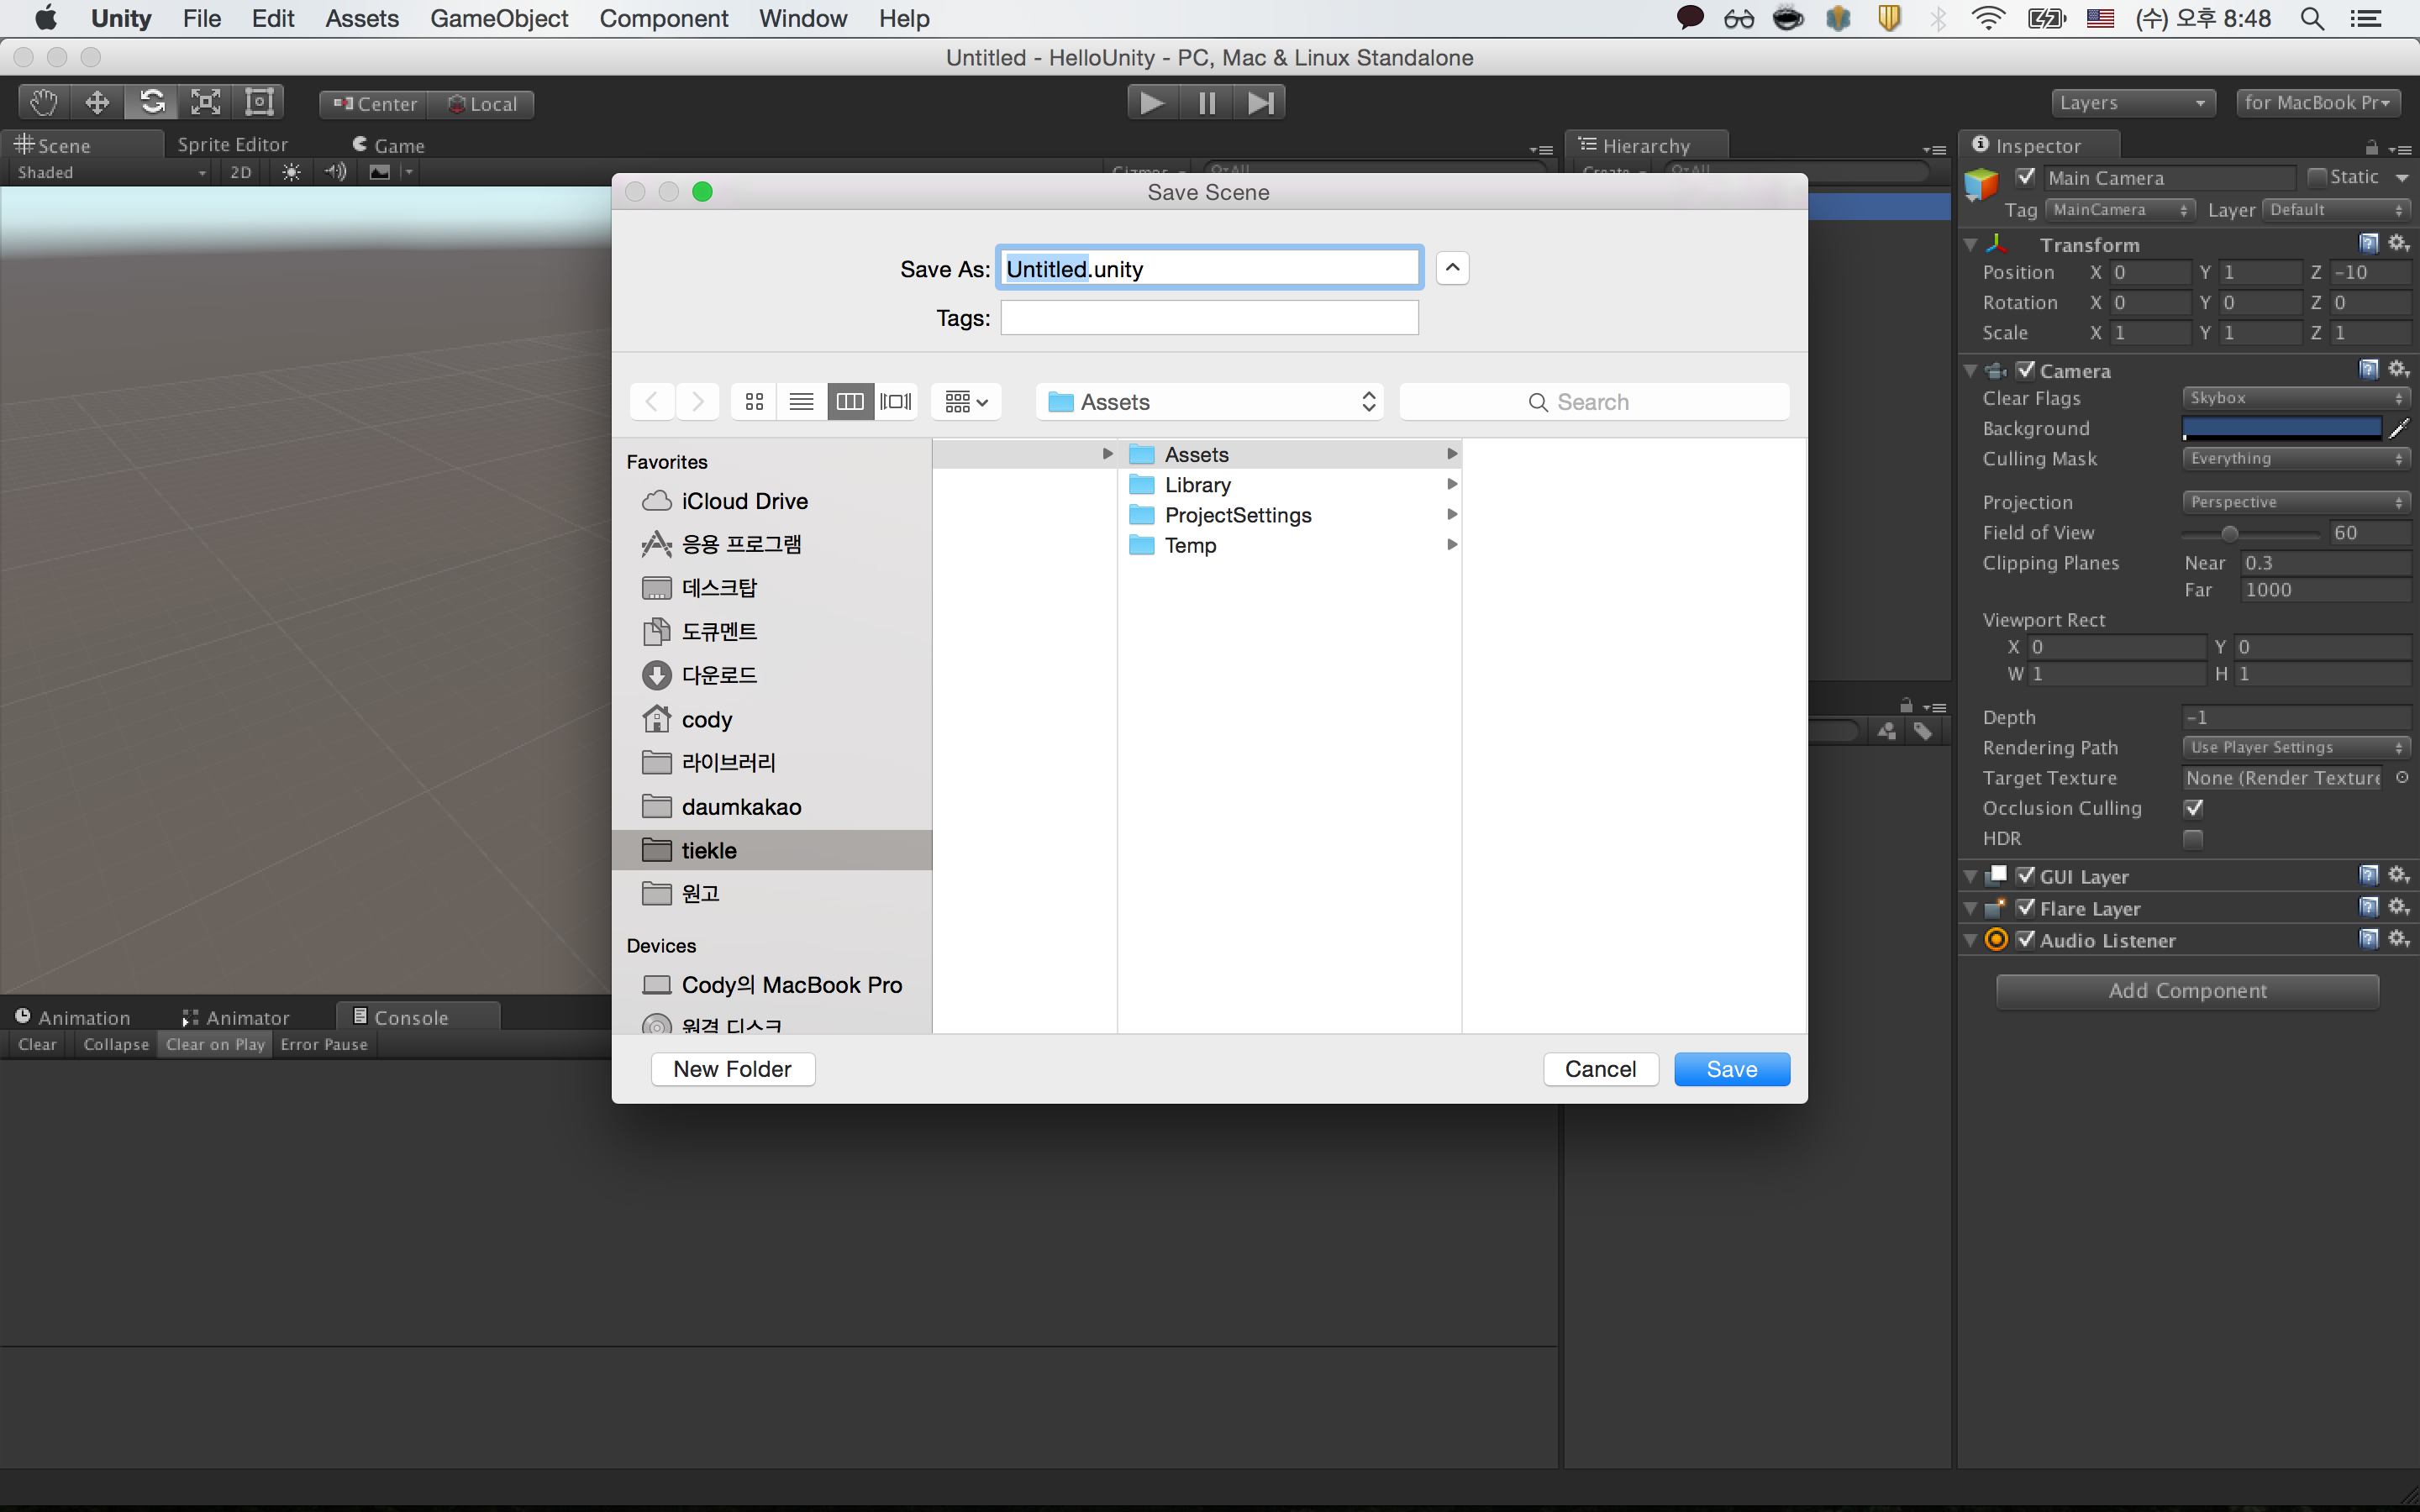 Unity File Edit Assets GameObject Component Window Help (수) 오후 8:48
Untitled - HelloUnity - PC, Mac & Linux Standalone
Center Local Layers for MacBook Pr
Scene Sprite Editor Game Hierarchy Inspector
Shaded 2D
Main Camera Static
Tag MainCamera Layer Default
Transform
Position X 0 Y 1 Z -10
Rotation X 0 Y 0 Z 0
Scale X 1 Y 1 Z 1
Camera
Clear Flags Skybox
Background
Culling Mask Everything
Projection Perspective
Field of View 60
Clipping Planes Near 0.3
Far 1000
Viewport Rect
X 0 Y 0
W 1 H 1
Depth -1
Rendering Path Use Player Settings
Target Texture None (Render Texture
Occlusion Culling
HDR
GUI Layer
Flare Layer
Audio Listener
Add Component
Save Scene
Save As: Untitled.unity
Tags:
Assets Search
Favorites
iCloud Drive
응용 프로그램
데스크탑
도큐멘트
다운로드
cody
라이브러리
daumkakao
tiekle
원고
Devices
Cody의 MacBook Pro
원격 디스크
Assets
Library
ProjectSettings
Temp
New Folder Cancel Save
Animation Animator Console
Clear Collapse Clear on Play Error Pause